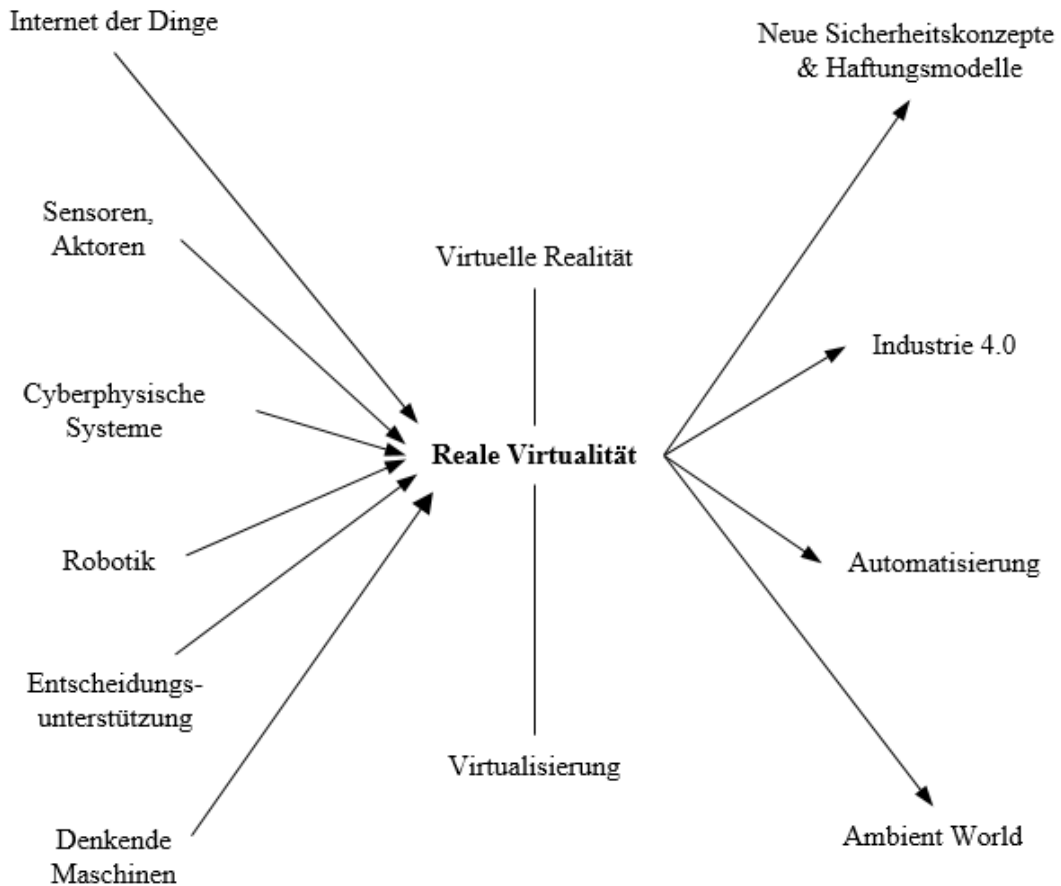 Internet der Dinge
Neue Sicherheitskonzepte
& Haftungsmodelle
Sensoren,
Aktoren
Virtuelle Realität
Industrie 4.0
Cyberphysische
Systeme
Reale Virtualität
Robotik
Automatisierung
Entscheidungs-
unterstützung
Virtualisierung
Denkende
Maschinen
Ambient World